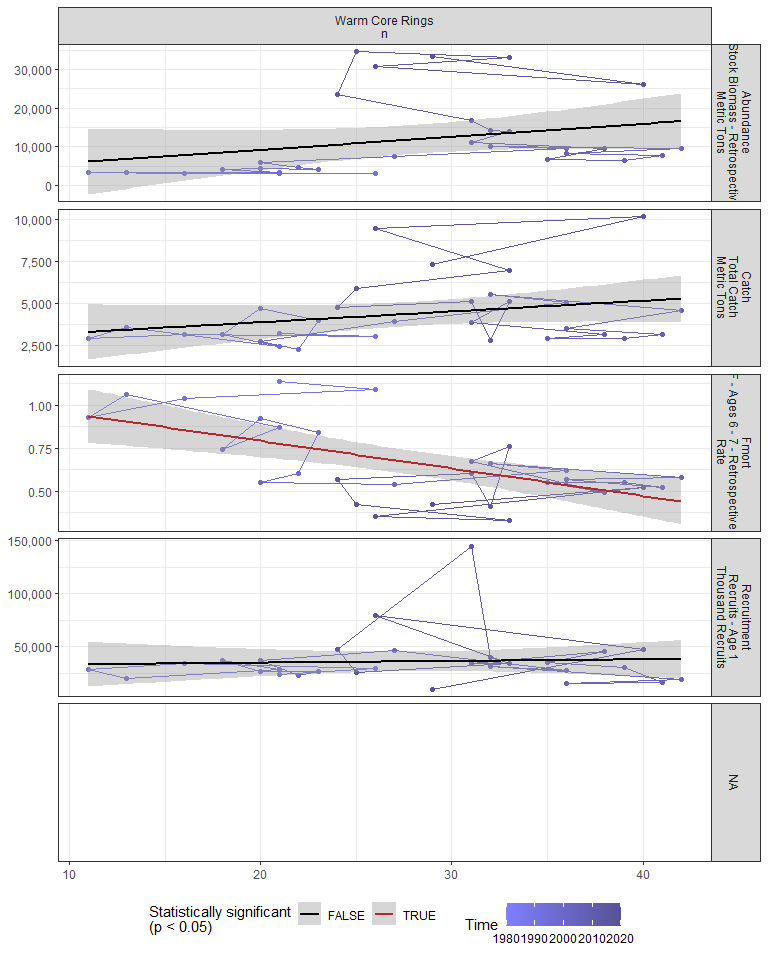 Warm Core Rings
n
Abundance
Stock Biomass - Retrospectiv
Metric Tons
30,000
20,000
10,000
0
Catch
Total Catch
Metric Tons
10,000
7,500
5,000
2,500
Fmort
F - Ages 6 - 7 - Retrospective
Rate
1.00
0.75
0.50
Recruitment
Recruits - Age 1
Thousand Recruits
150,000
100,000
50,000
NA
10 20 30 40
Statistically significant
(p < 0.05)
FALSE TRUE
Time
1980 1990 2000 2010 2020